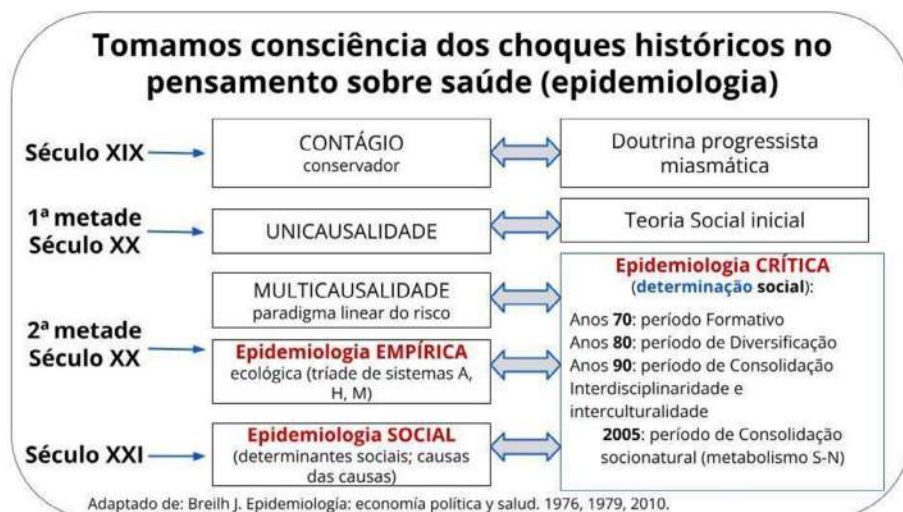 Tomamos consciência dos choques históricos no
pensamento sobre saúde (epidemiologia)
Século XIX
CONTÁGIO
conservador
Doutrina progressista
miasmática
1ª metade
Século XX
UNICAUSALIDADE
Teoria Social inicial
2ª metade
Século XX
MULTICAUSALIDADE
paradigma linear do risco
Epidemiologia EMPÍRICA
ecológica (tríade de sistemas A,
H, M)
Epidemiologia CRÍTICA
(determinação social):
Anos 70: período Formativo
Anos 80: período de Diversificação
Anos 90: período de Consolidação
Interdisciplinaridade e
interculturalidade
2005: período de Consolidação
socionatural (metabolismo S-N)
Século XXI
Epidemiologia SOCIAL
(determinantes sociais; causas
das causas)
Adaptado de: Breilh J. Epidemiología: economía política y salud. 1976, 1979, 2010.